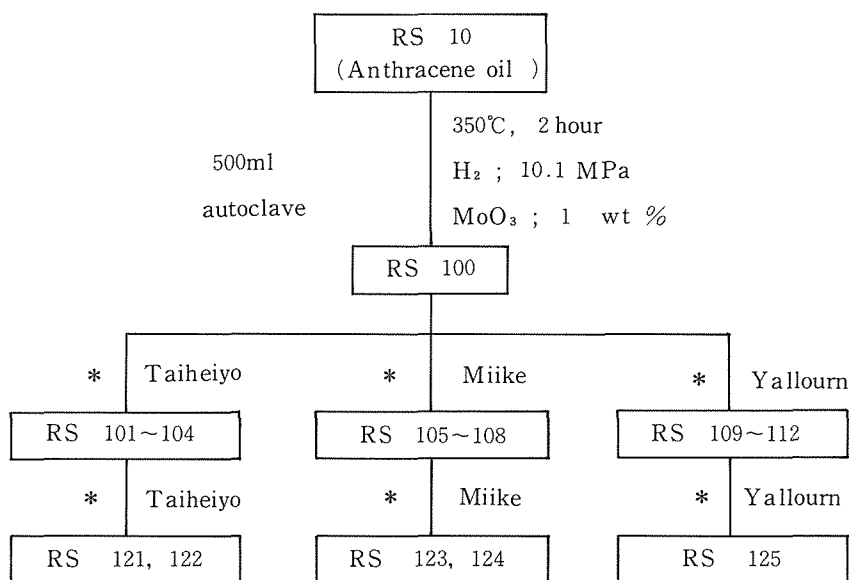 RS 10
(Anthracene oil )
350℃, 2 hour
500ml
H₂ ; 10.1 MPa
autoclave
MoO₃ ; 1 wt %
RS 100
* Taiheiyo * Miike * Yallourn
RS 101~104 RS 105~108 RS 109~112
* Taiheiyo * Miike * Yallourn
RS 121, 122 RS 123, 124 RS 125